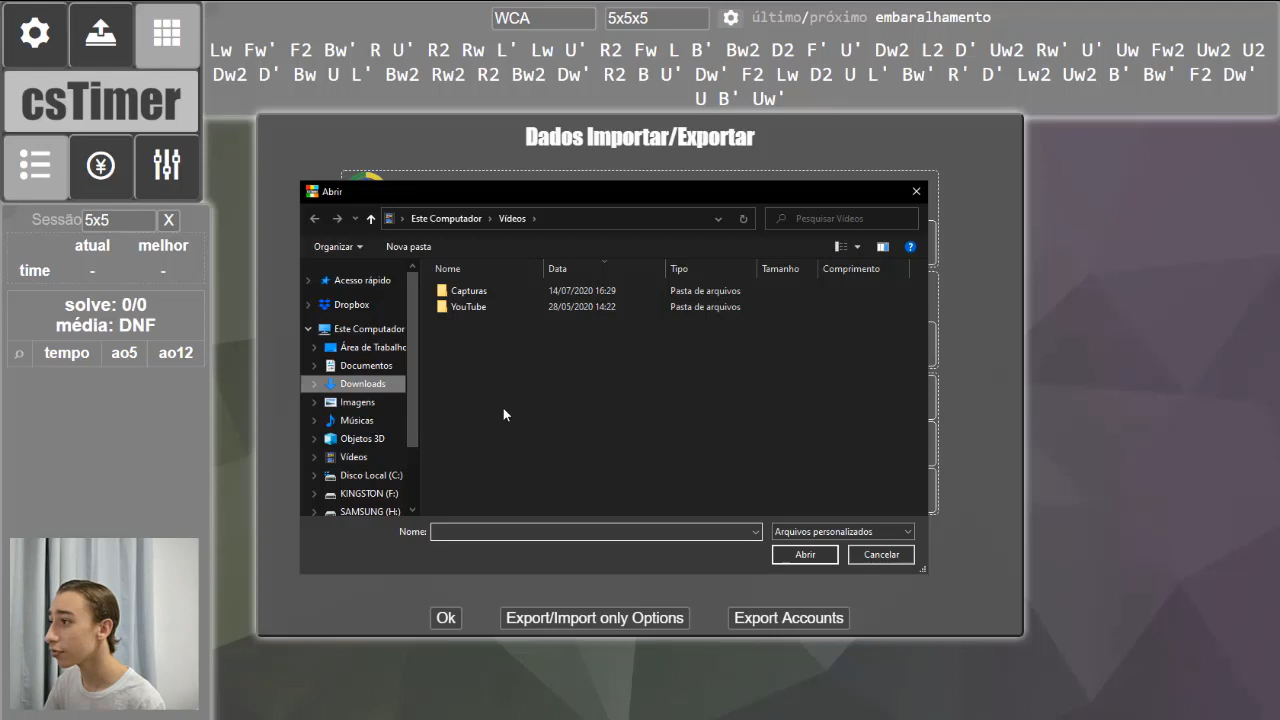 WCA
5x5x5
último/próximo embaralhamento
Lw Fw' F2 Bw' R U' R2 Rw L' Lw U' R2 Fw L B' Bw2 D2 F' U' Dw2 L2 D' Uw2 Rw' U' Uw Fw2 Uw2 U2
Dw2 D' Bw U L' Bw2 Rw2 R2 Bw2 Dw' R2 B U' Dw' F2 Lw D2 U L' Bw' R' D' Lw2 Uw2 B' Bw' F2 Dw'
U B' Uw'
csTimer
Sessão 5x5 X
atual melhor
time - -
solve: 0/0
média: DNF
tempo ao5 ao12
Dados Importar/Exportar
Abrir
Este Computador > Vídeos >
Pesquisar Vídeos
Organizar
Nova pasta
Nome Data Tipo Tamanho Comprimento
Capturas 14/07/2020 16:29 Pasta de arquivos
YouTube 28/05/2020 14:22 Pasta de arquivos
Acesso rápido
Dropbox
Este Computador
Área de Trabalho
Documentos
Downloads
Imagens
Músicas
Objetos 3D
Vídeos
Disco Local (C:)
KINGSTON (F:)
SAMSUNG (H:)
Nome:
Arquivos personalizados
Abrir
Cancelar
Ok
Export/Import only Options
Export Accounts